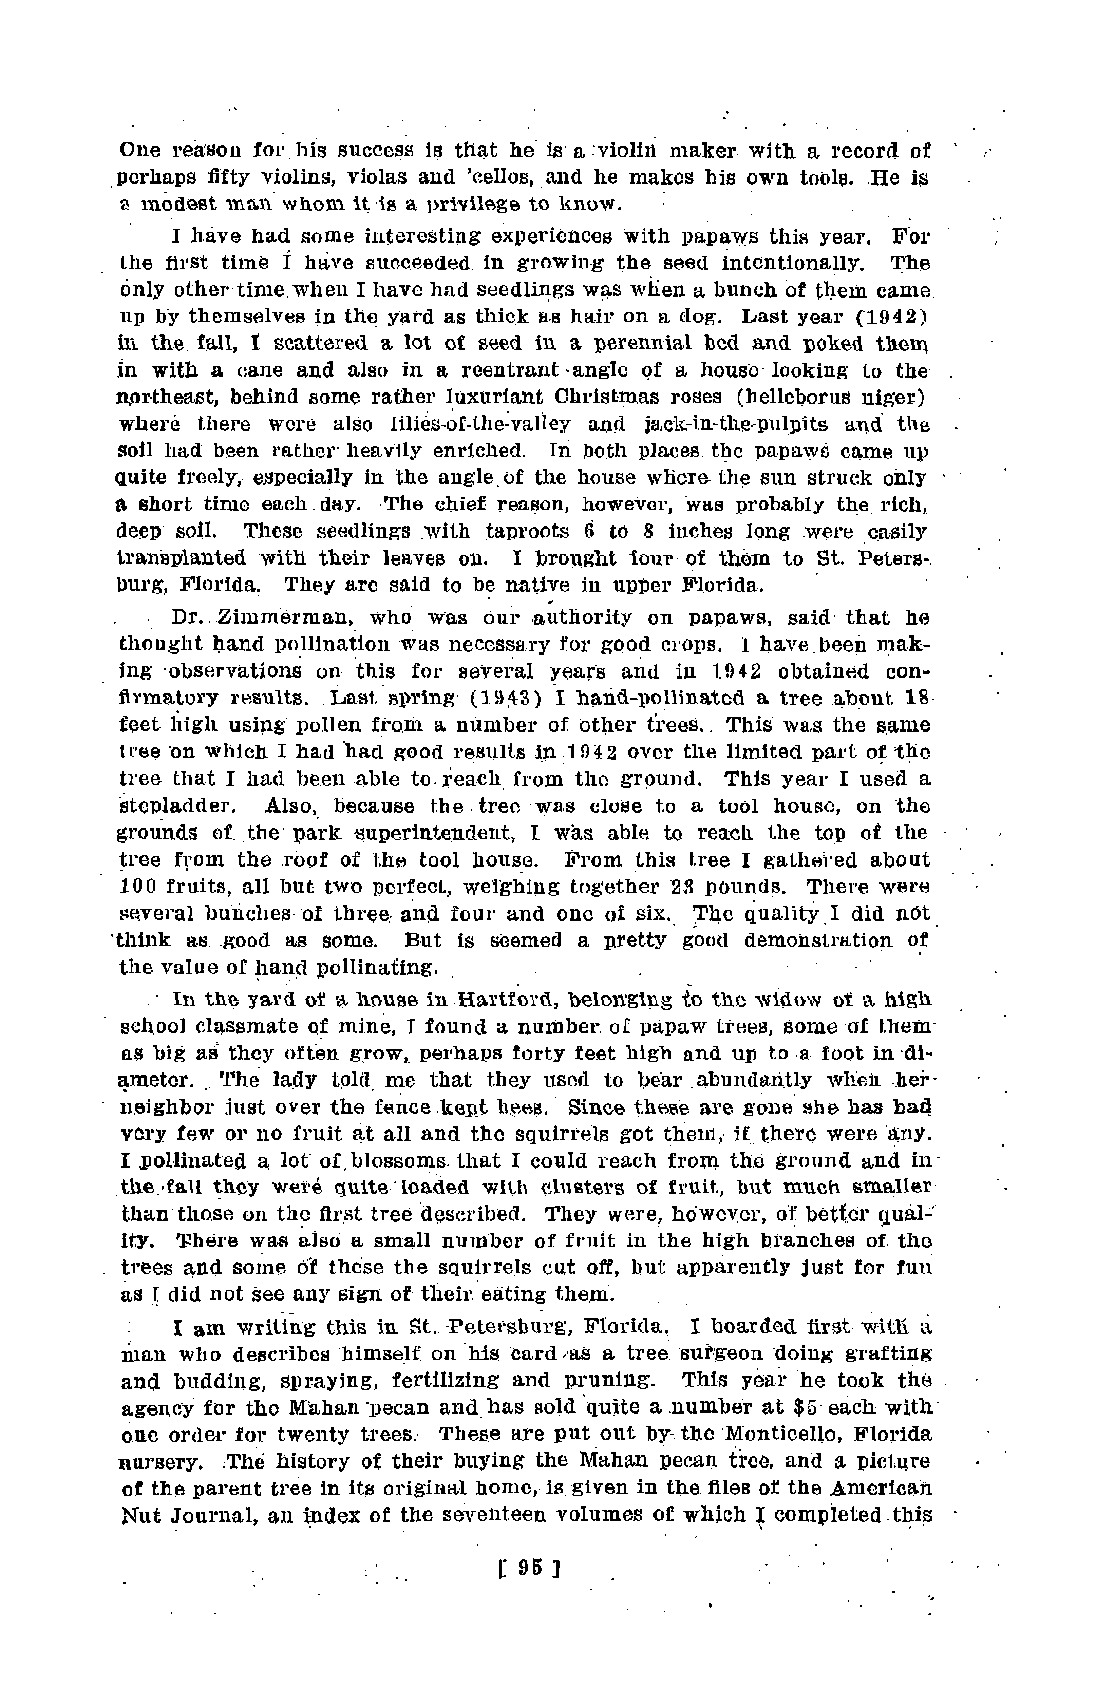 One reason for his success is that he is a violin maker with a record of
perhaps fifty violins, violas and 'cellos, and he makes his own tools. He is
a modest man whom it is a privilege to know.
I have had some interesting experiences with papaws this year. For
the first time I have succeeded in growing the seed intentionally. The
only other time when I have had seedlings was when a bunch of them came
up by themselves in the yard as thick as hair on a dog. Last year (1942)
in the fall, I scattered a lot of seed in a perennial bed and poked them
in with a cane and also in a reentrant angle of a house looking to the
northeast, behind some rather luxuriant Christmas roses (helleborus niger)
where there were also lilies-of-the-valley and jack-in-the-pulpits and the
soil had been rather heavily enriched. In both places the papaws came up
quite freely, especially in the angle of the house where the sun struck only
a short time each day. The chief reason, however, was probably the rich,
deep soil. These seedlings with taproots 6 to 8 inches long were easily
transplanted with their leaves on. I brought four of them to St. Peters-
burg, Florida. They are said to be native in upper Florida.
Dr. Zimmerman, who was our authority on papaws, said that he
thought hand pollination was necessary for good crops. I have been mak-
ing observations on this for several years and in 1942 obtained con-
firmatory results. Last spring (1943) I hand-pollinated a tree about 18
feet high using pollen from a number of other trees. This was the same
tree on which I had had good results in 1942 over the limited part of the
tree that I had been able to reach from the ground. This year I used a
stepladder. Also, because the tree was close to a tool house, on the
grounds of the park superintendent, I was able to reach the top of the
tree from the roof of the tool house. From this tree I gathered about
100 fruits, all but two perfect, weighing together 23 pounds. There were
several bunches of three and four and one of six. The quality I did not
think as good as some. But is seemed a pretty good demonstration of
the value of hand pollinating.
In the yard of a house in Hartford, belonging to the widow of a high
school classmate of mine, I found a number of papaw trees, some of them
as big as they often grow, perhaps forty feet high and up to a foot in di-
ameter. The lady told me that they used to bear abundantly when her
neighbor just over the fence kept bees. Since these are gone she has had
very few or no fruit at all and the squirrels got them, if there were any.
I pollinated a lot of blossoms that I could reach from the ground and in
the fall they were quite loaded with clusters of fruit, but much smaller
than those on the first tree described. They were, however, of better qual-
ity. There was also a small number of fruit in the high branches of the
trees and some of these the squirrels cut off, but apparently just for fun
as I did not see any sign of their eating them.
I am writing this in St. Petersburg, Florida. I boarded first with a
man who describes himself on his card as a tree surgeon doing grafting
and budding, spraying, fertilizing and pruning. This year he took the
agency for the Mahan pecan and has sold quite a number at $5 each with
one order for twenty trees. These are put out by the Monticello, Florida
nursery. The history of their buying the Mahan pecan tree, and a picture
of the parent tree in its original home, is given in the files of the American
Nut Journal, an index of the seventeen volumes of which I completed this
[ 95 ]